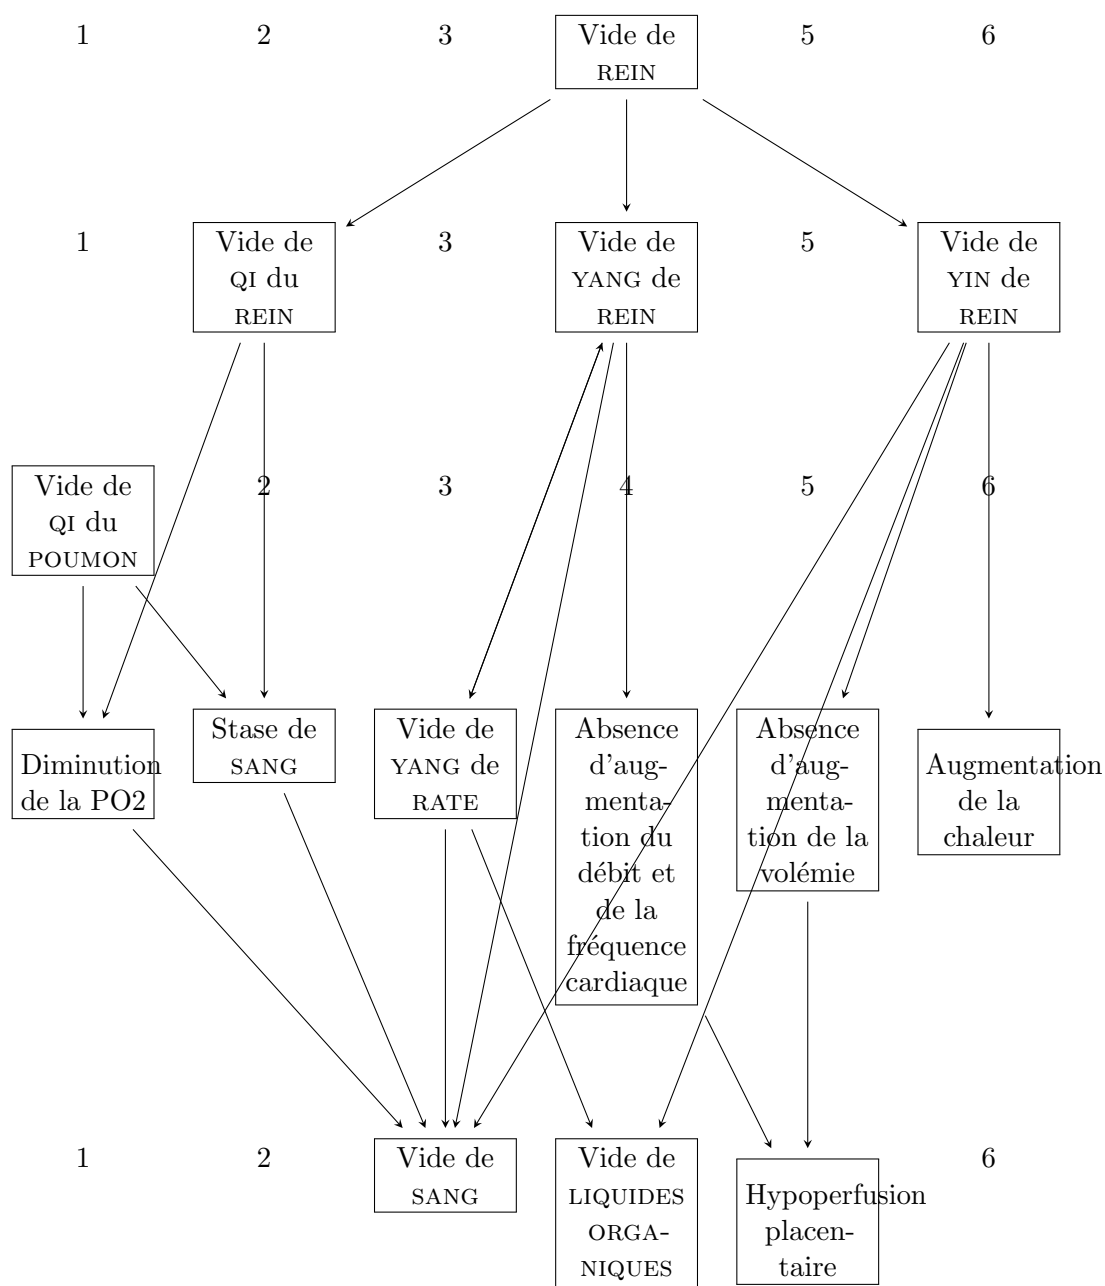 1
2
3
Vide de
REIN
5
6
1
Vide de
QI du
REIN
3
Vide de
YANG de
REIN
5
Vide de
YIN de
REIN
Vide de
QI du
POUMON
2
3
4
5
6
Diminution
de la PO2
Stase de
SANG
Vide de
YANG de
RATE
Absence
d'aug-
menta-
tion du
débit et
de la
fréquence
cardiaque
Absence
d'aug-
menta-
tion de la
volémie
Augmentation
de la
chaleur
1
2
Vide de
SANG
Vide de
LIQUIDES
ORGA-
NIQUES
Hypoperfusion
placen-
taire
6